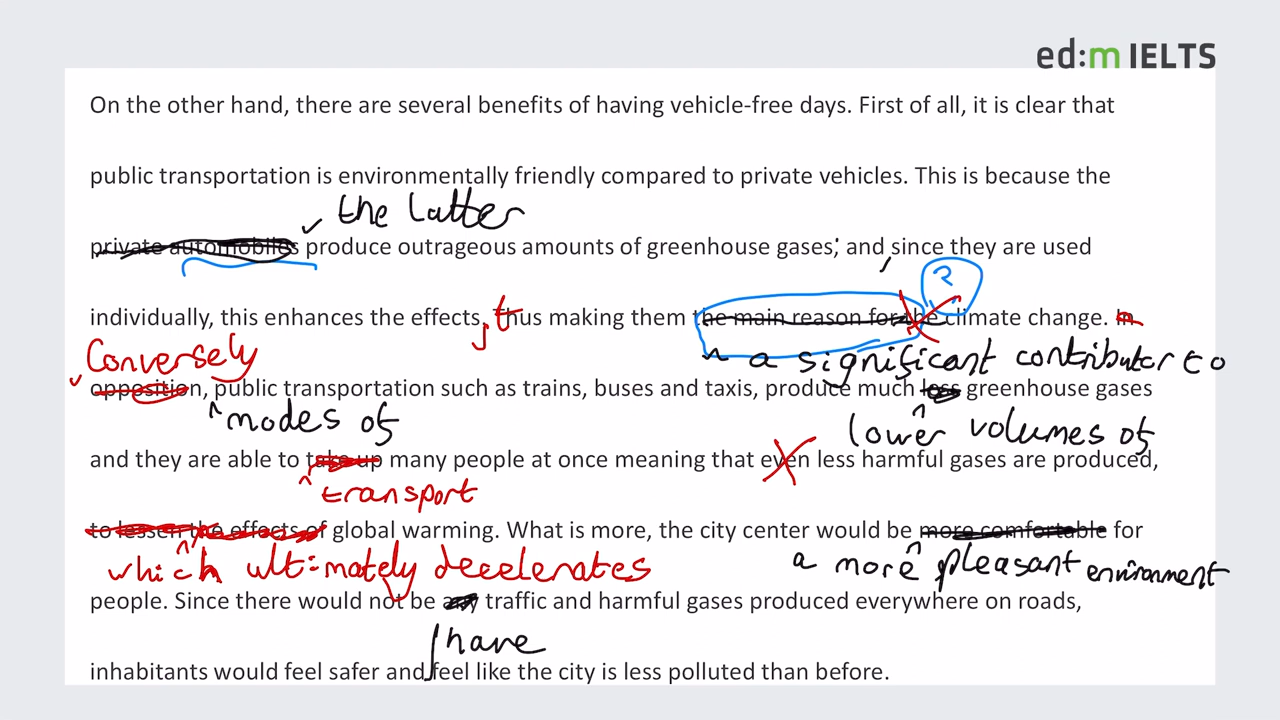 ed:m IELTS
On the other hand, there are several benefits of having vehicle-free days. First of all, it is clear that
public transportation is environmentally friendly compared to private vehicles. This is because the
the latter
private automobiles produce outrageous amounts of greenhouse gases; and, since they are used
?
individually, this enhances the effects, thus making them the main reason for the climate change. In
Conversely
a significant contributor to
opposition, public transportation such as trains, buses and taxis, produce much less greenhouse gases
modes of
lower volumes of
and they are able to take up many people at once meaning that even less harmful gases are produced,
transport
to lessen the effects of global warming. What is more, the city center would be more comfortable for
which ultimately decelerates
a more pleasant environment
people. Since there would not be any traffic and harmful gases produced everywhere on roads,
have
inhabitants would feel safer and feel like the city is less polluted than before.